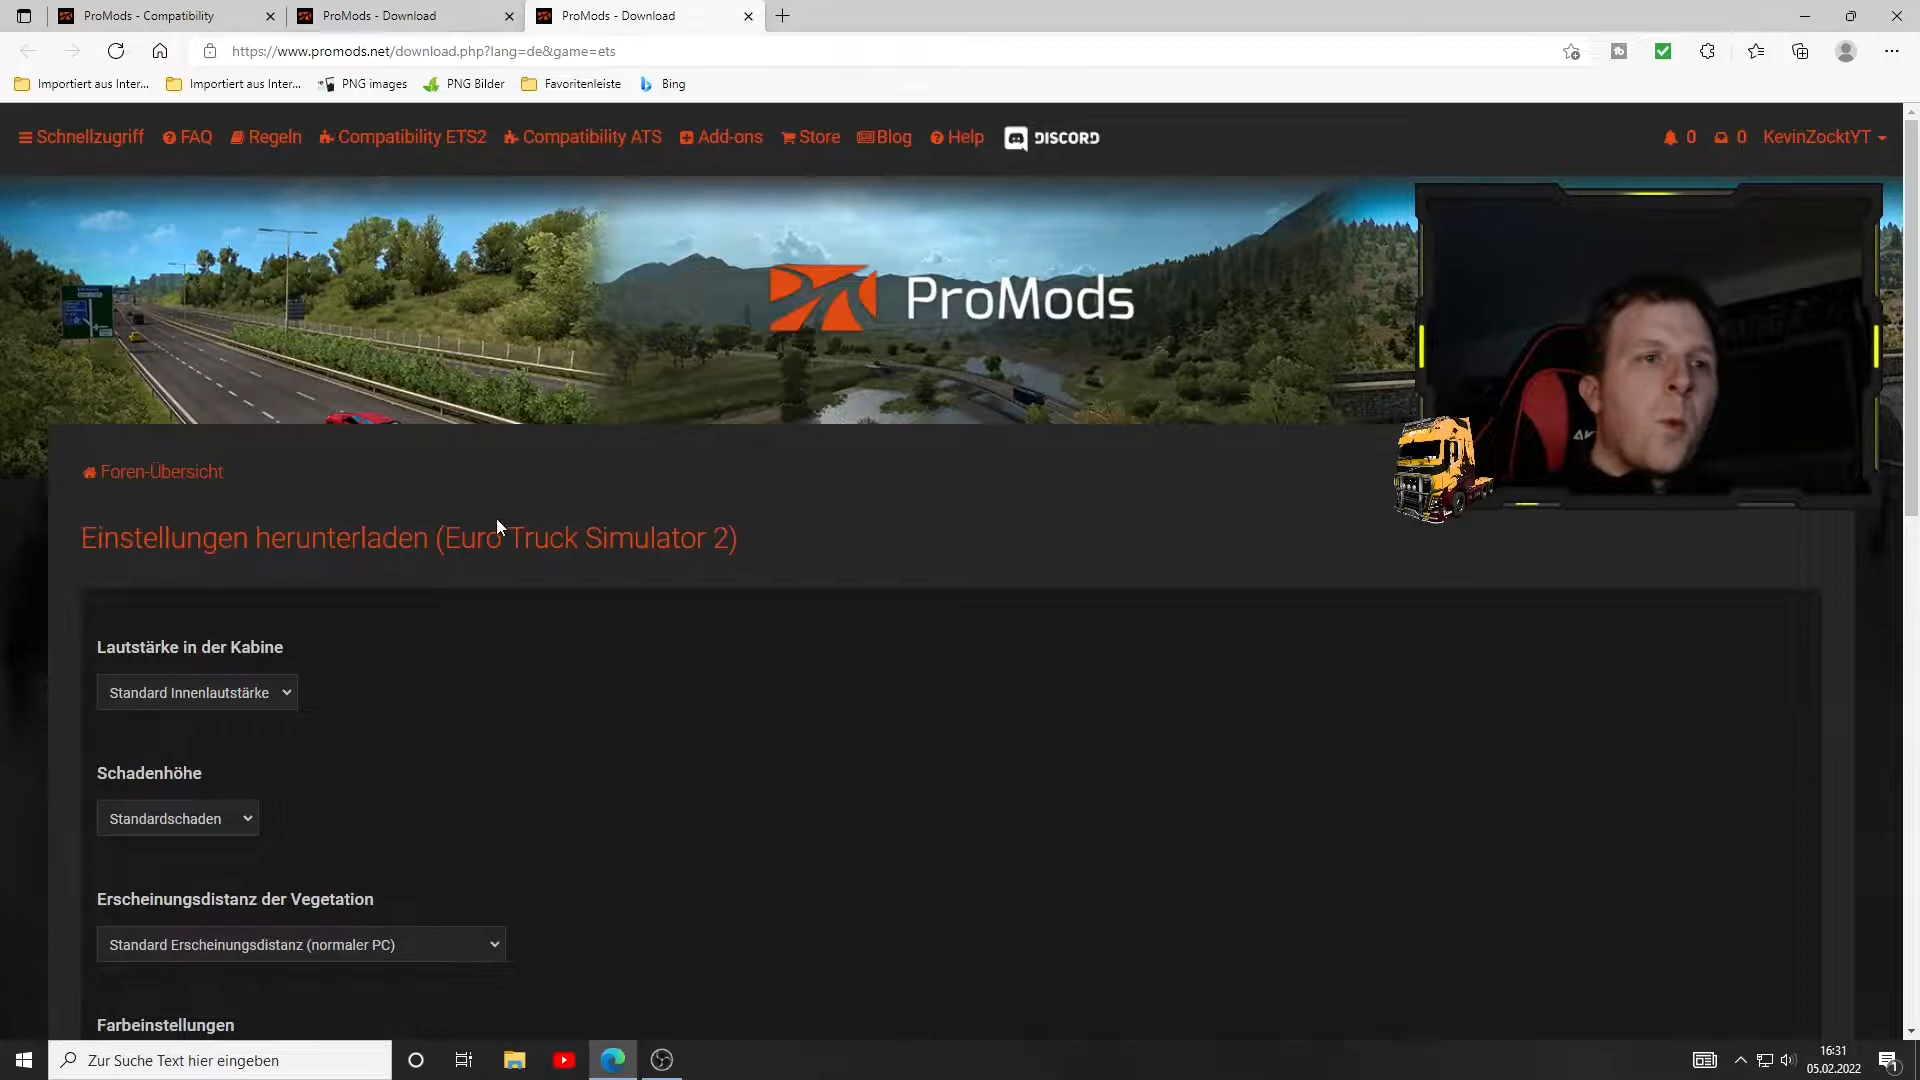 ProMods - Compatibility
ProMods - Download
ProMods - Download
https://www.promods.net/download.php?lang=de&game=ets
Importiert aus Inter...
Importiert aus Inter...
PNG images
PNG Bilder
Favoritenleiste
Bing
Schnellzugriff
FAQ
Regeln
Compatibility ETS2
Compatibility ATS
Add-ons
Store
Blog
Help
DISCORD
0
0
KevinZocktYT
ProMods
Foren-Übersicht
Einstellungen herunterladen (Euro Truck Simulator 2)
Lautstärke in der Kabine
Standard Innenlautstärke
Schadenhöhe
Standardschaden
Erscheinungsdistanz der Vegetation
Standard Erscheinungsdistanz (normaler PC)
Farbeinstellungen
Zur Suche Text hier eingeben
16:31
05.02.2022
1